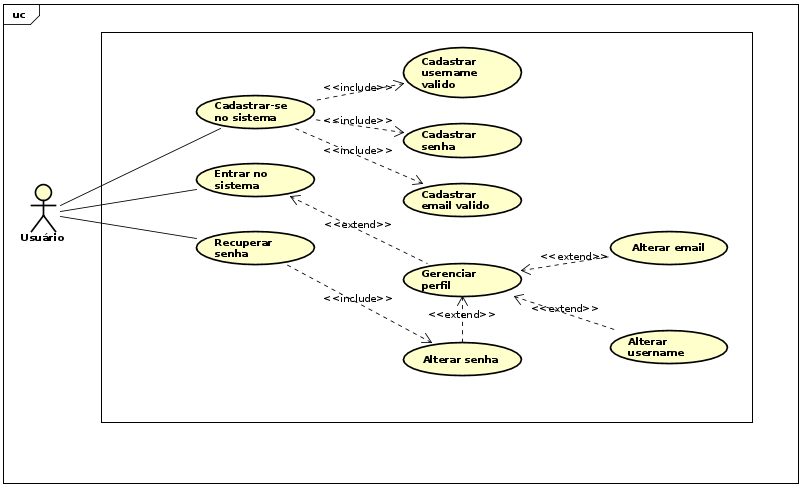 uc
Cadastrar
username
valido
<<include>>
Cadastrar-se
no sistema
<<include>>
Cadastrar
senha
<<include>>
Entrar no
sistema
Cadastrar
email valido
Usuário
<<extend>>
Recuperar
senha
Alterar email
<<extend>>
Gerenciar
perfil
<<include>>
<<extend>>
<<extend>>
Alterar
username
Alterar senha